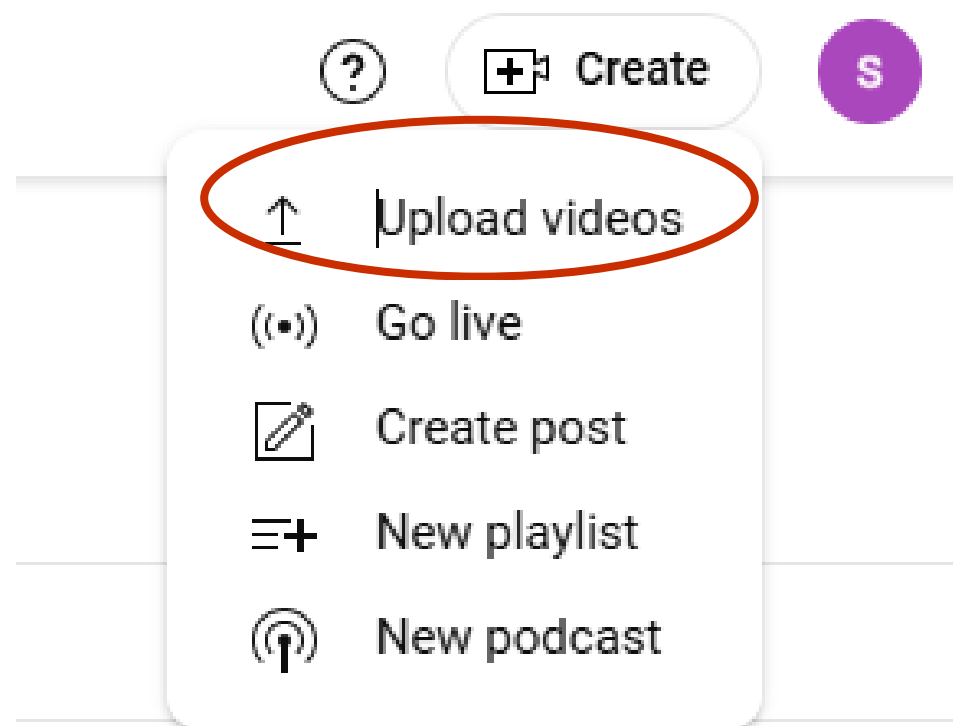 ? Create S
Upload videos
Go live
Create post
New playlist
New podcast